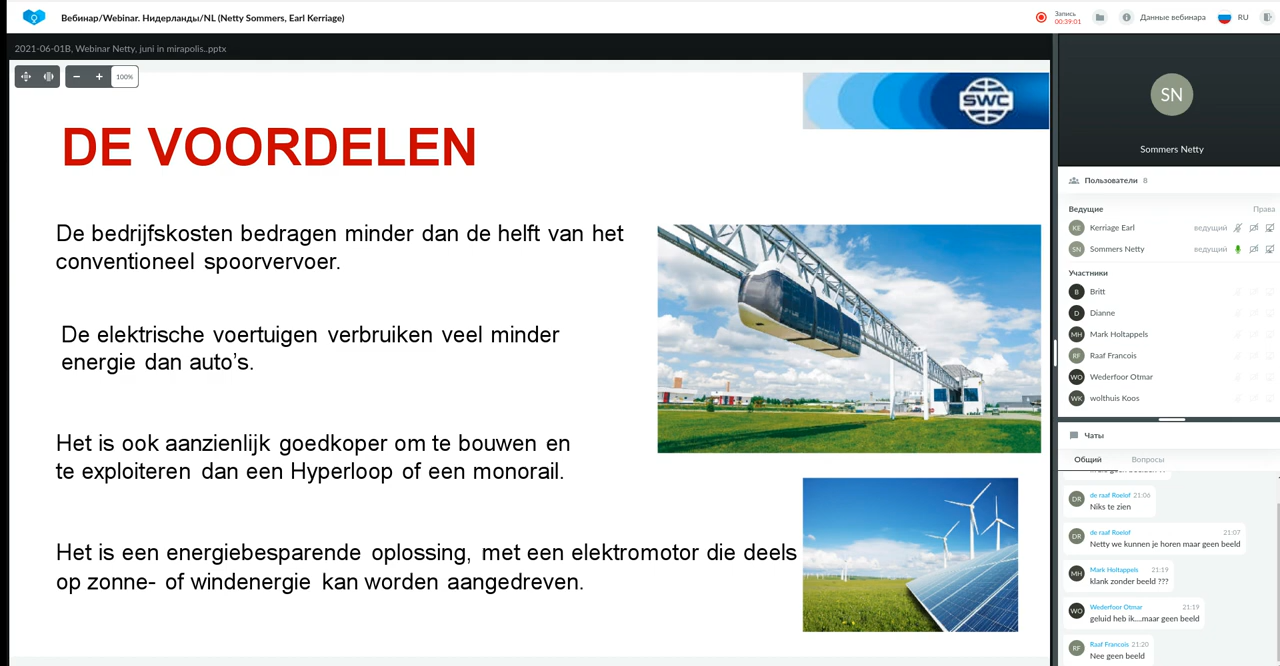 Вебинар/Webinar. Нидерланды/NL (Netty Sommers, Earl Kerriage)
Запись
00:39:01
Данные вебинара
RU
2021-06-01B, Webinar Netty, juni in mirapolis..pptx
100%
SWC
DE VOORDELEN
De bedrijfskosten bedragen minder dan de helft van het
conventioneel spoorvervoer.
De elektrische voertuigen verbruiken veel minder
energie dan auto’s.
Het is ook aanzienlijk goedkoper om te bouwen en
te exploiteren dan een Hyperloop of een monorail.
Het is een energiebesparende oplossing, met een elektromotor die deels
op zonne- of windenergie kan worden aangedreven.
SN
Sommers Netty
Пользователи 8
Ведущие Права
KE Kerriage Earl ведущий
SN Sommers Netty ведущий
Участники
B Britt
D Dianne
MH Mark Holtappels
RF Raaf Francois
WO Wederfoor Otmar
WK wolthuis Koos
Чаты
Общий Вопросы
DR de raaf Roelof 21:06
Niks te zien
DR de raaf Roelof 21:07
Netty we kunnen je horen maar geen beeld
MH Mark Holtappels 21:19
klank zonder beeld ???
WO Wederfoor Otmar 21:19
geluid heb ik....maar geen beeld
RF Raaf Francois 21:20
Nee geen beeld